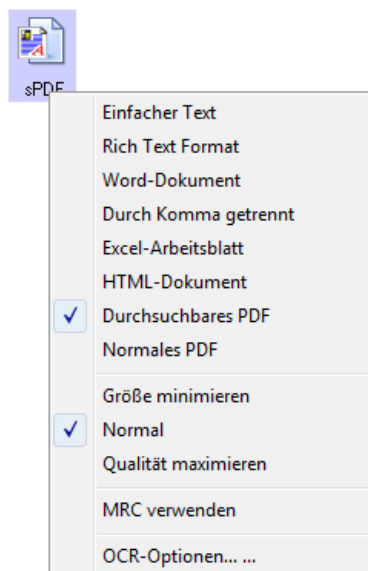 sPDF
Einfacher Text
Rich Text Format
Word-Dokument
Durch Komma getrennt
Excel-Arbeitsblatt
HTML-Dokument
Durchsuchbares PDF
Normales PDF
Größe minimieren
Normal
Qualität maximieren
MRC verwenden
OCR-Optionen... ...